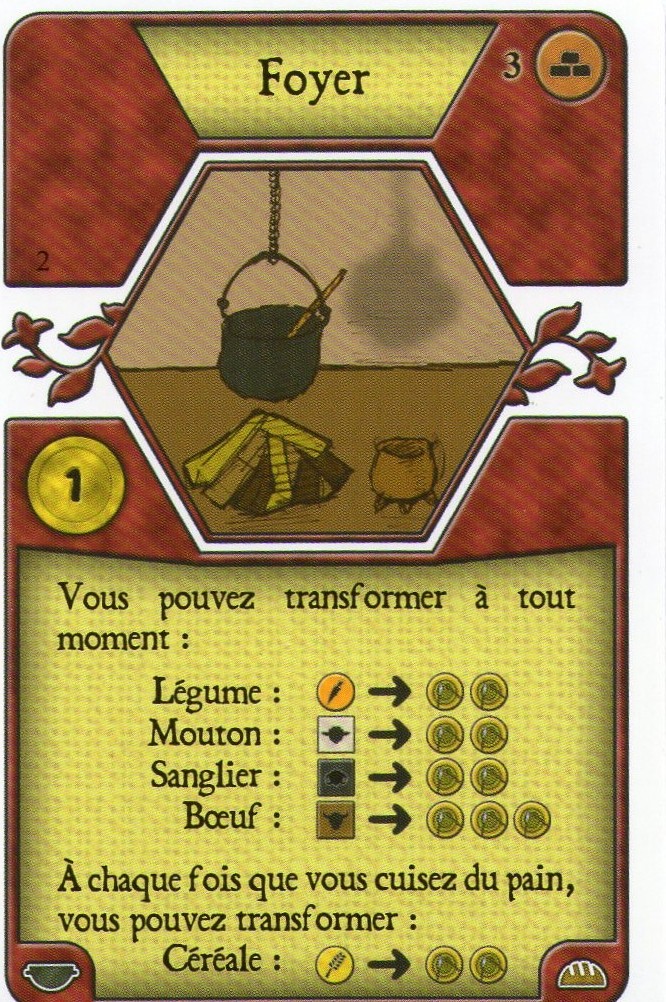 Foyer
3
2
1
Vous pouvez transformer à tout
moment :
Légume :
Mouton :
Sanglier :
Bœuf :
À chaque fois que vous cuisez du pain,
vous pouvez transformer :
Céréale :